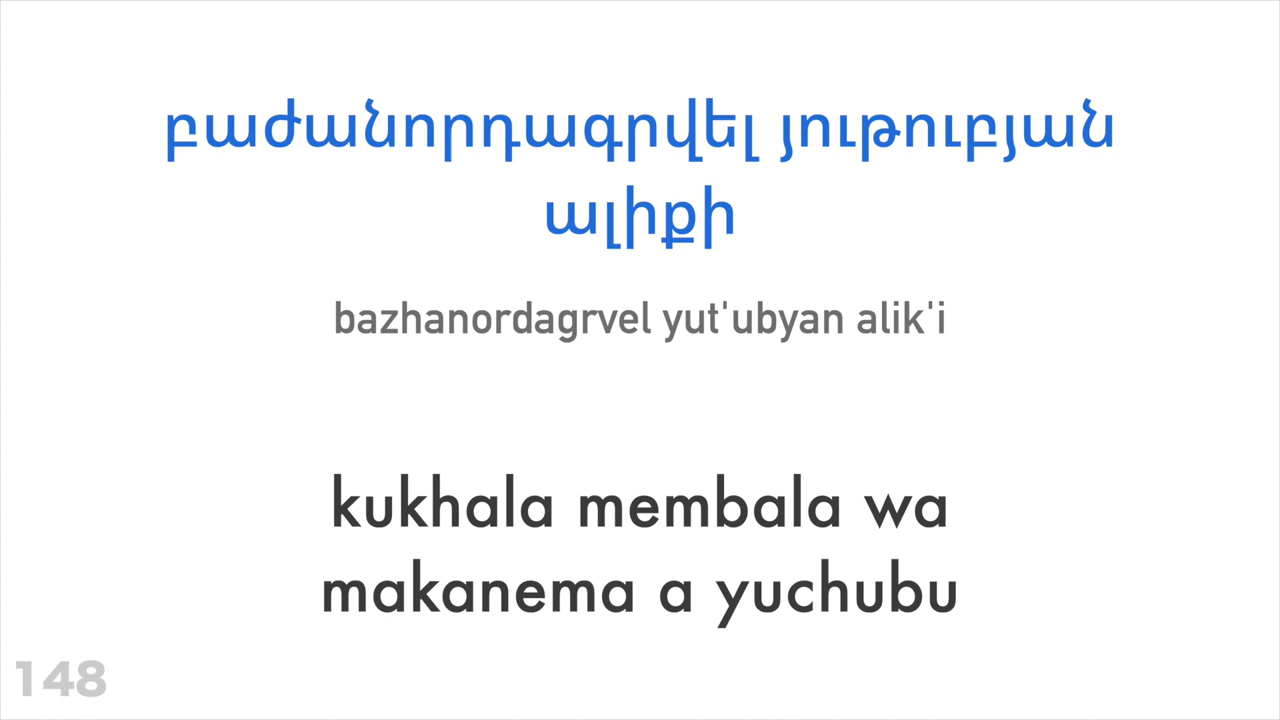 բաժանորդագրվել յութուբյան
ալիքի
bazhanordagrvel yut'ubyan alik'i
kukhala membala wa
makanema a yuchubu
148